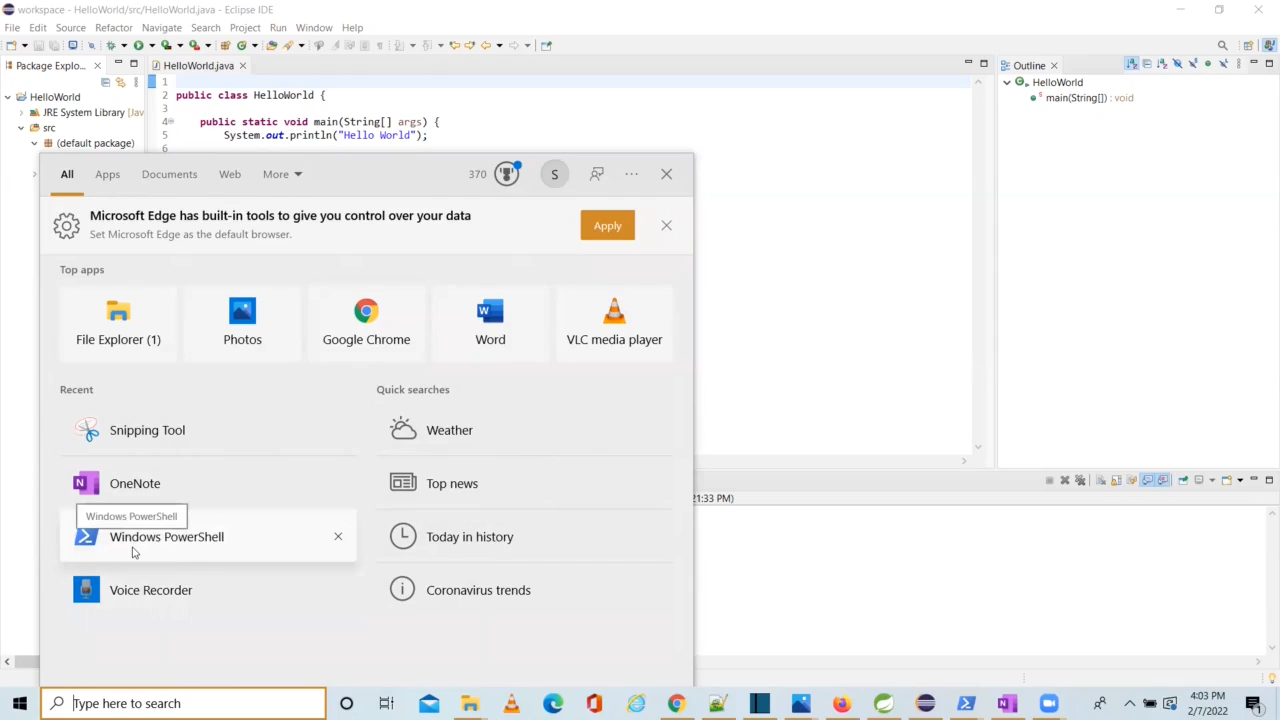 workspace - HelloWorld/src/HelloWorld.java - Eclipse IDE
File Edit Source Refactor Navigate Search Project Run Window Help
Package Explo...
HelloWorld.java
Outline
HelloWorld
JRE System Library [Jav
src
(default package)
1
2 public class HelloWorld {
3
4 public static void main(String[] args) {
5 System.out.println("Hello World");
6
HelloWorld
main(String[]) : void
All Apps Documents Web More 370 S
Microsoft Edge has built-in tools to give you control over your data
Set Microsoft Edge as the default browser.
Apply
Top apps
File Explorer (1) Photos Google Chrome Word VLC media player
Recent
Snipping Tool
OneNote
Windows PowerShell
Windows PowerShell
Voice Recorder
Quick searches
Weather
Top news
Today in history
Coronavirus trends
21:33 PM)
Type here to search
4:03 PM
2/7/2022
1